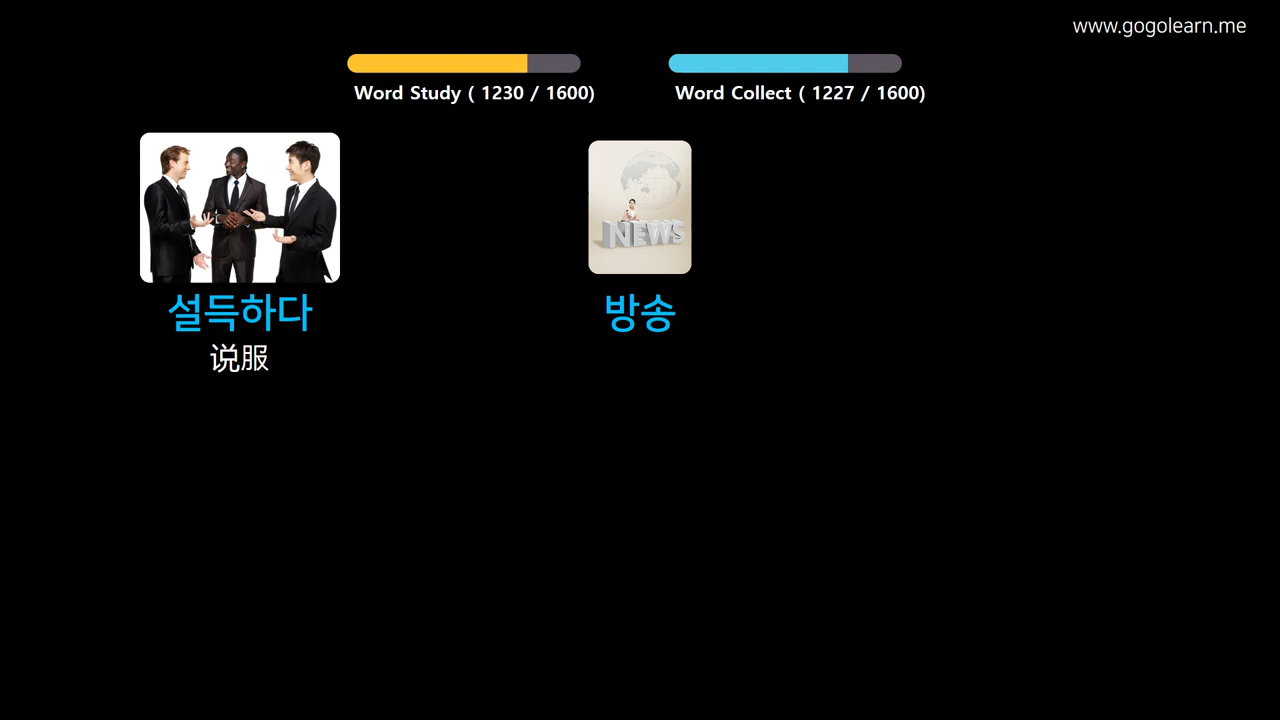 www.gogolearn.me
Word Study ( 1230 / 1600)
Word Collect ( 1227 / 1600)
NEWS
설득하다
방송
说服